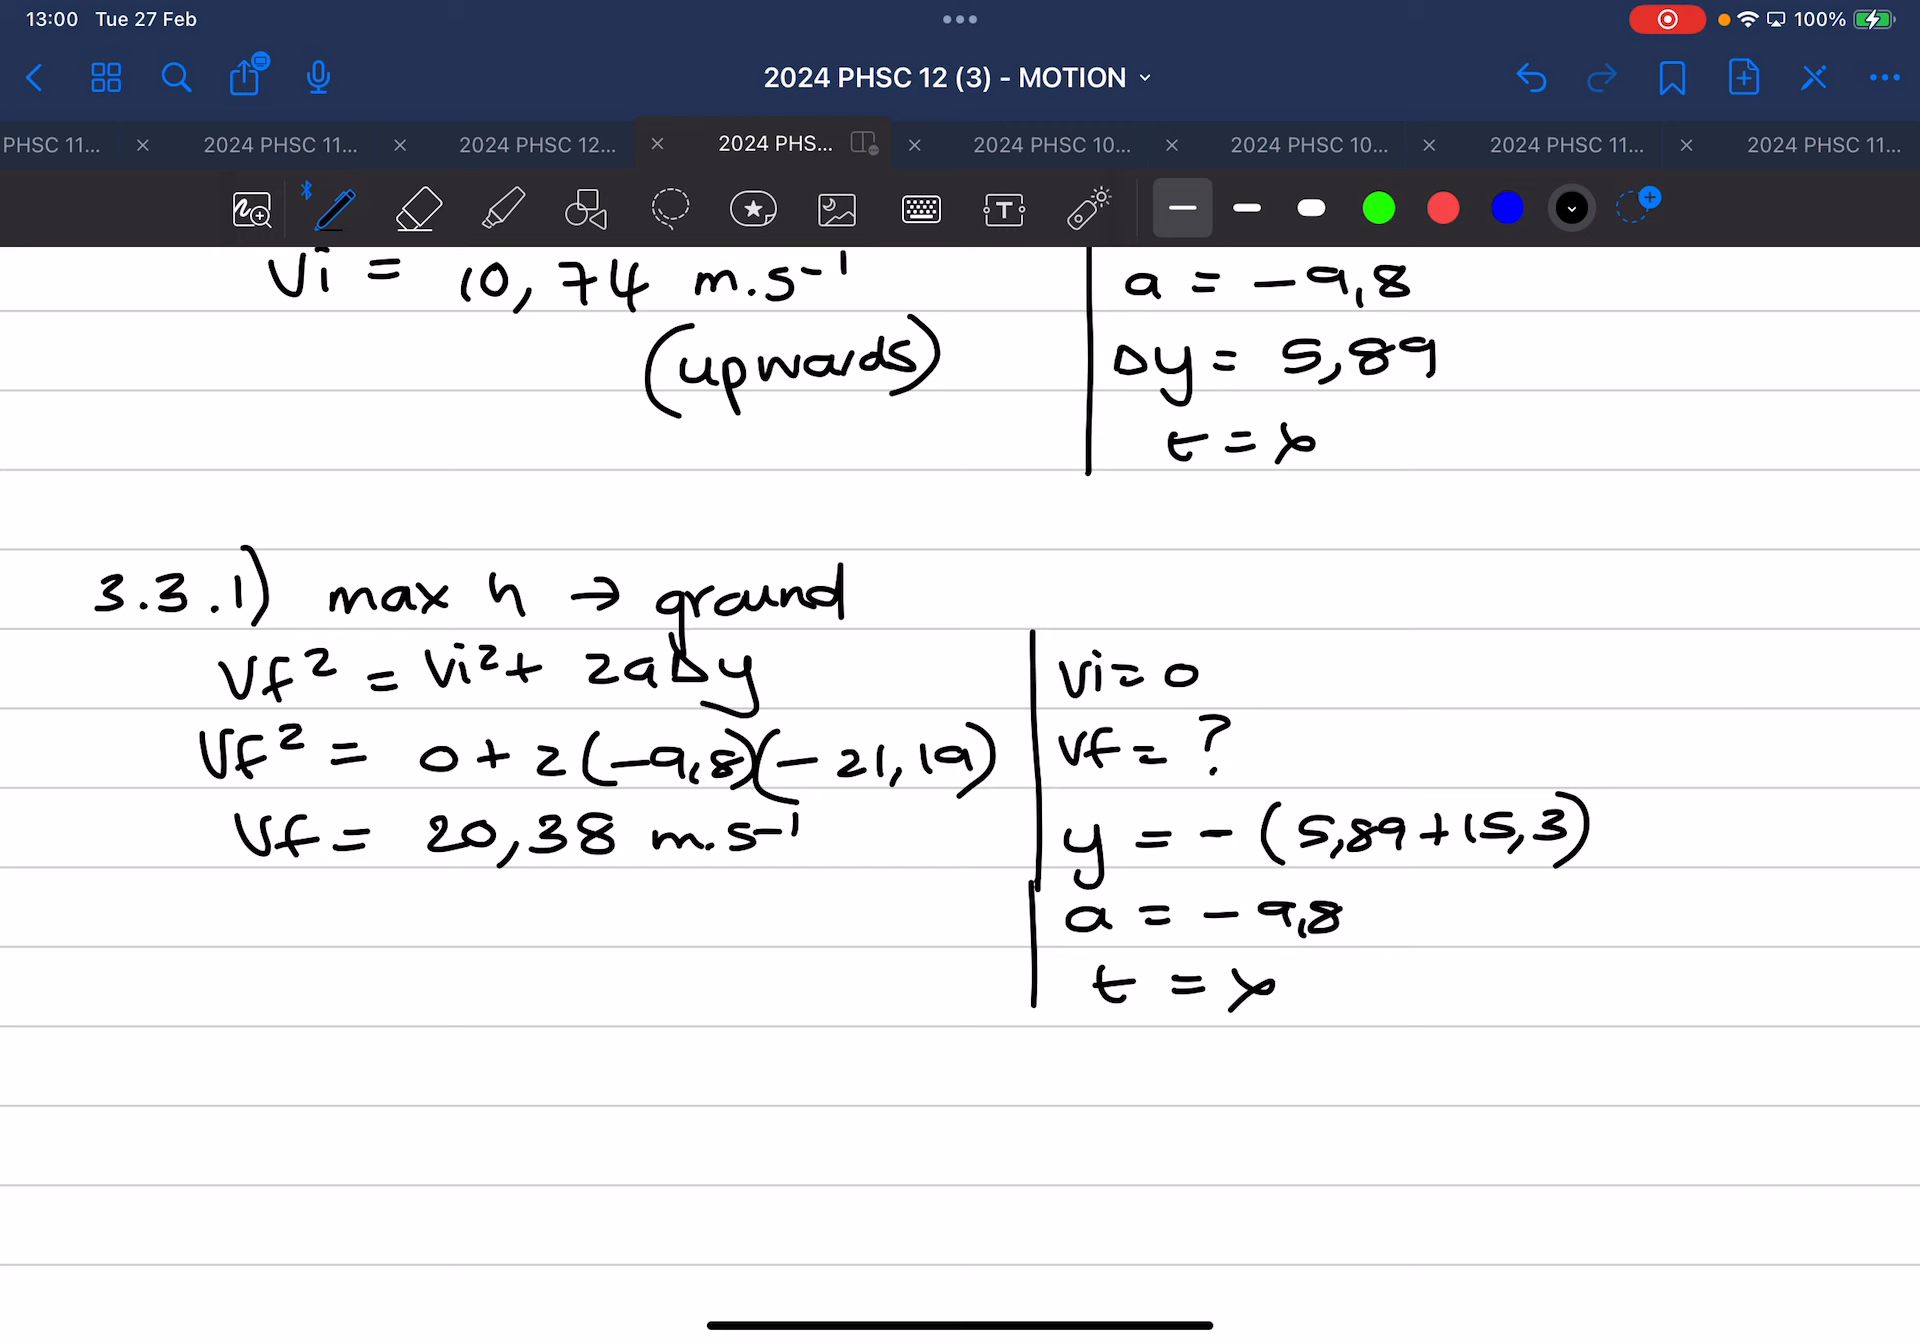 13:00 Tue 27 Feb
100%
2024 PHSC 12 (3) - MOTION
PHSC 11... 2024 PHSC 11... 2024 PHSC 12... 2024 PHS... 2024 PHSC 10... 2024 PHSC 10... 2024 PHSC 11... 2024 PHSC 11...
Vi = 10,74 m.s⁻¹
(upwards)
a = -9,8
Δy = 5,89
t = x
3.3.1) max h → ground
Vf² = Vi² + 2aΔy
Vf² = 0 + 2(-9,8)(-21,19)
Vf = 20,38 m.s⁻¹
Vi = 0
Vf = ?
y = -(5,89+15,3)
a = -9,8
t = x